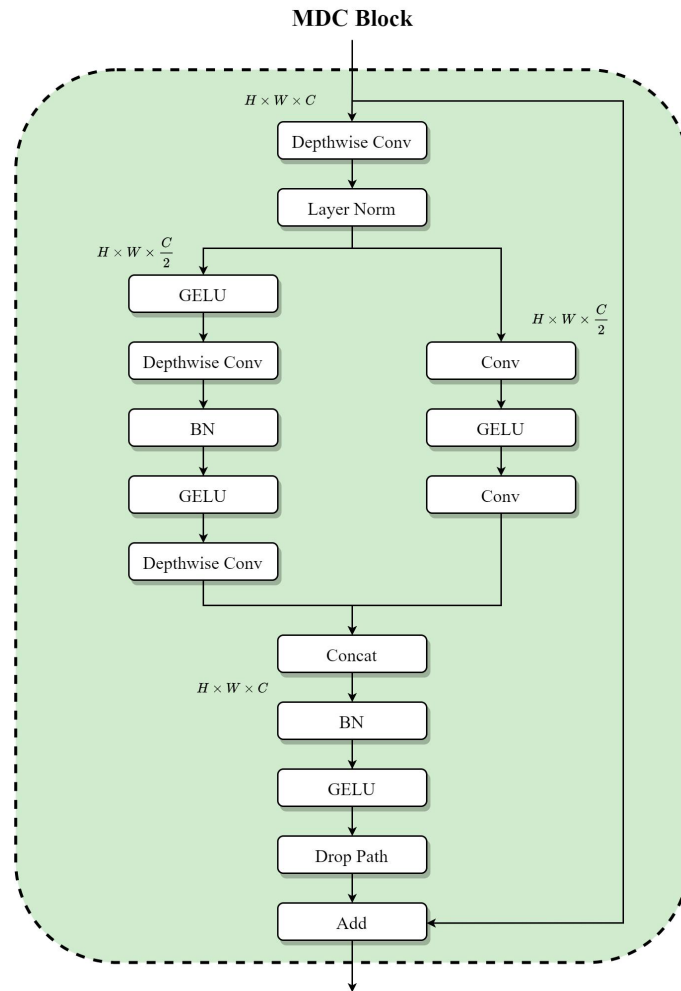 MDC Block
H × W × C
Depthwise Conv
Layer Norm
H × W × C/2
GELU
H × W × C/2
Depthwise Conv
Conv
BN
GELU
GELU
Conv
Depthwise Conv
Concat
H × W × C
BN
GELU
Drop Path
Add